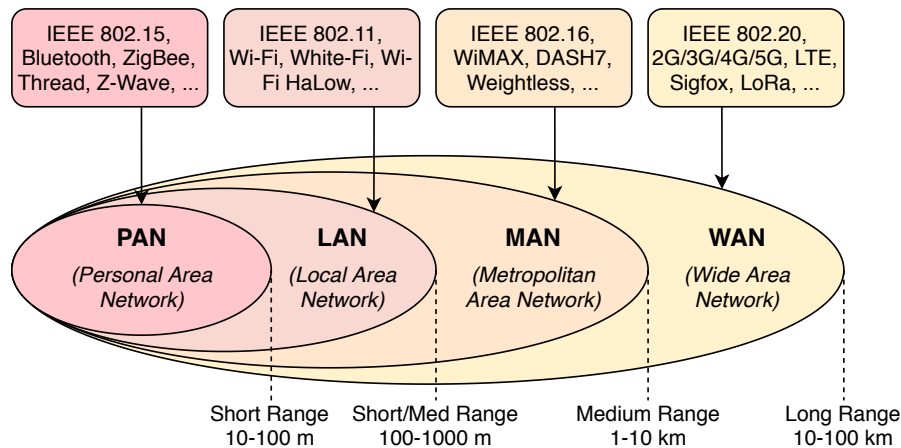 IEEE 802.15,
Bluetooth, ZigBee,
Thread, Z-Wave, ...
IEEE 802.11,
Wi-Fi, White-Fi, Wi-
Fi HaLow, ...
IEEE 802.16,
WiMAX, DASH7,
Weightless, ...
IEEE 802.20,
2G/3G/4G/5G, LTE,
Sigfox, LoRa, ...
PAN
(Personal Area
Network)
LAN
(Local Area
Network)
MAN
(Metropolitan
Area Network)
WAN
(Wide Area
Network)
Short Range
10-100 m
Short/Med Range
100-1000 m
Medium Range
1-10 km
Long Range
10-100 km